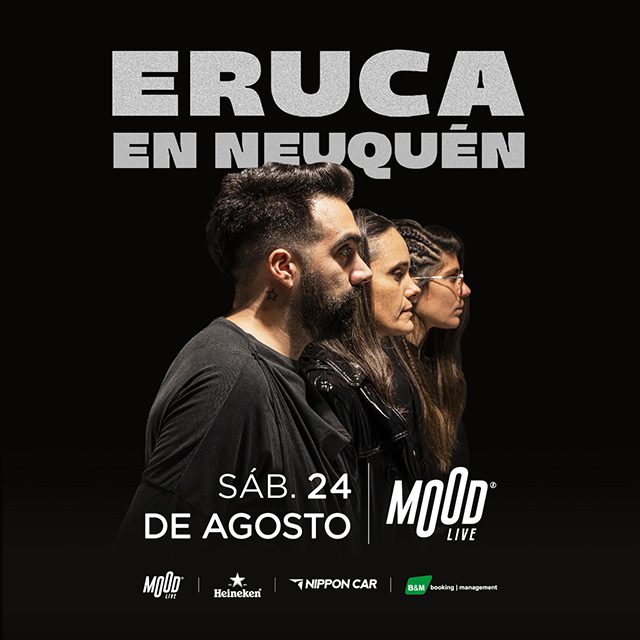 ERUCA
EN NEUQUÉN
SÁB. 24
DE AGOSTO
MOOD
LIVE
MOOD LIVE
Heineken
NIPPON CAR
B&M booking | management